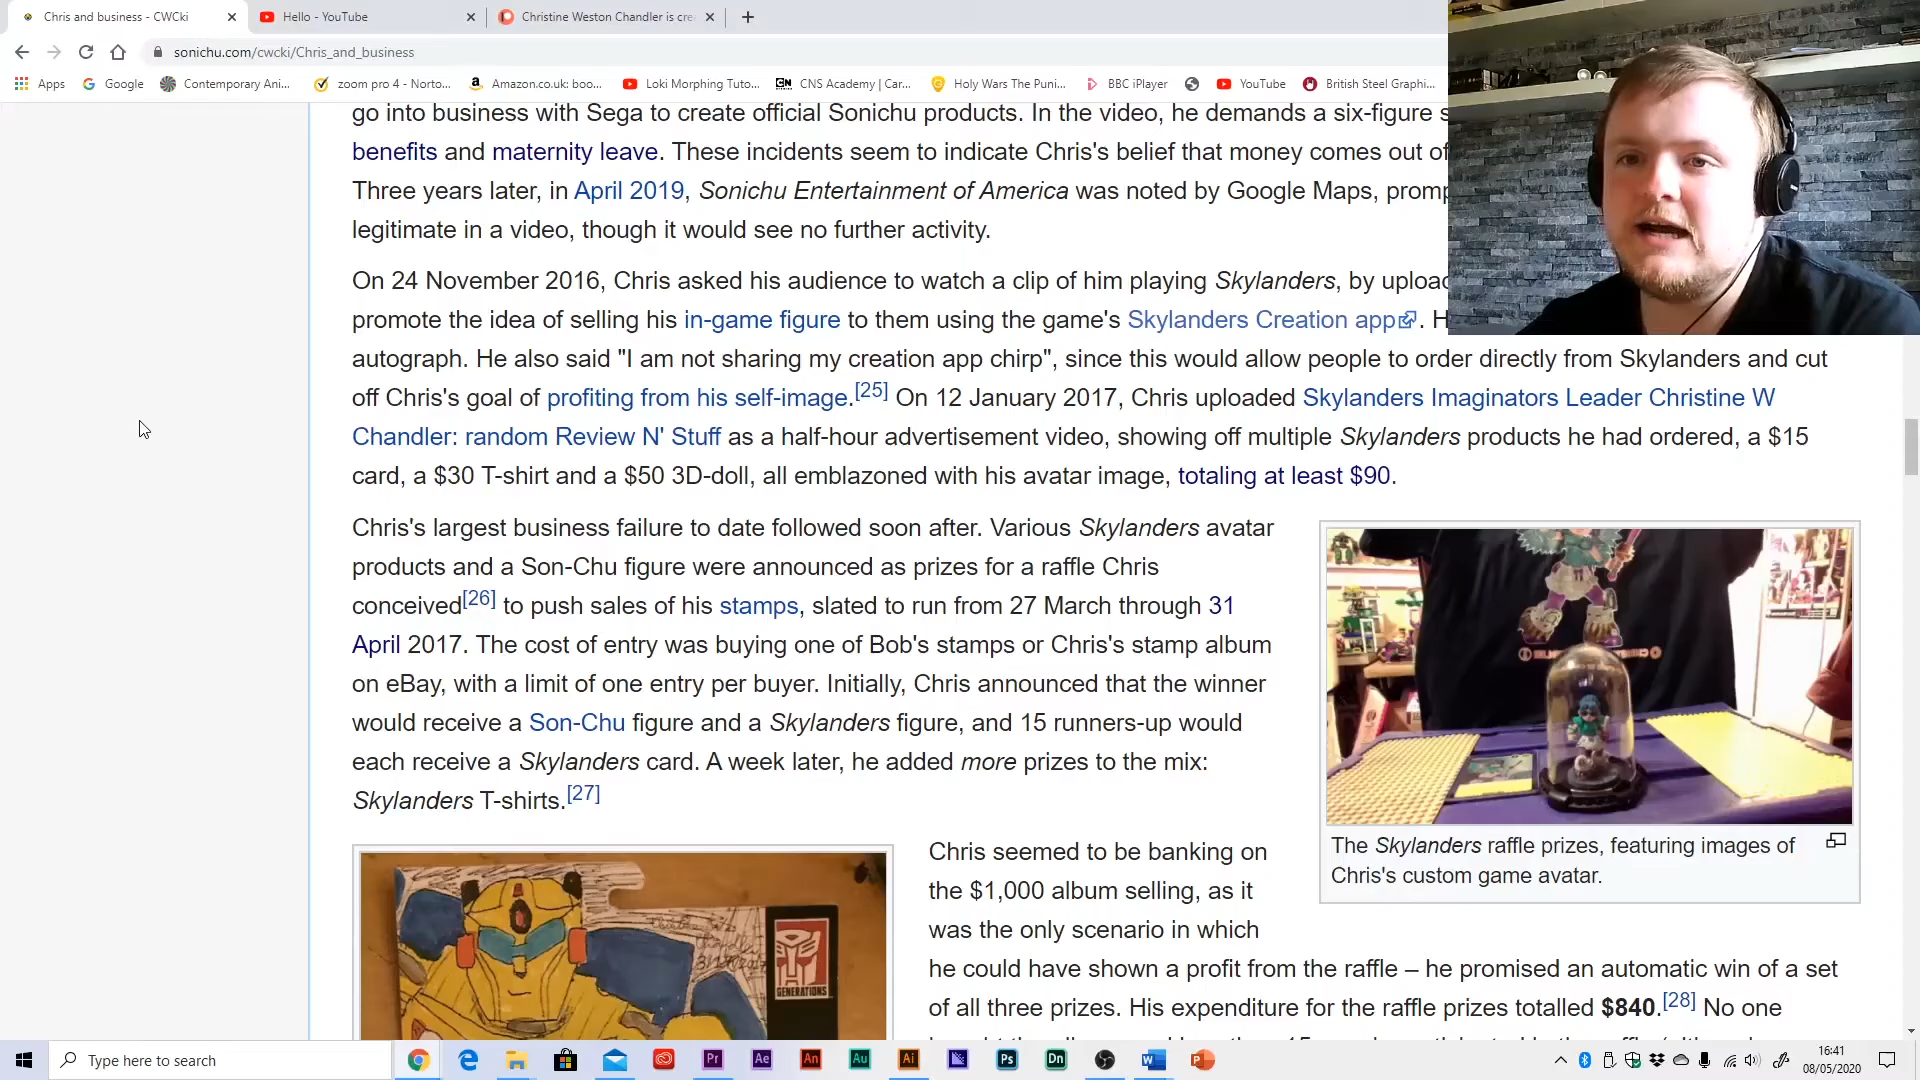 Chris and business - CWCki
Hello - YouTube
Christine Weston Chandler is cre
sonichu.com/cwcki/Chris_and_business
Apps
Google
Contemporary Ani...
zoom pro 4 - Norto...
Amazon.co.uk: boo...
Loki Morphing Tuto...
CNS Academy | Car...
Holy Wars The Puni...
BBC iPlayer
YouTube
British Steel Graphi...
go into business with Sega to create official Sonichu products. In the video, he demands a six-figure s
benefits and maternity leave. These incidents seem to indicate Chris's belief that money comes out of
Three years later, in April 2019, Sonichu Entertainment of America was noted by Google Maps, promp
legitimate in a video, though it would see no further activity.
On 24 November 2016, Chris asked his audience to watch a clip of him playing Skylanders, by upload
promote the idea of selling his in-game figure to them using the game's Skylanders Creation app. H
autograph. He also said "I am not sharing my creation app chirp", since this would allow people to order directly from Skylanders and cut
off Chris's goal of profiting from his self-image.[25] On 12 January 2017, Chris uploaded Skylanders Imaginators Leader Christine W
Chandler: random Review N' Stuff as a half-hour advertisement video, showing off multiple Skylanders products he had ordered, a $15
card, a $30 T-shirt and a $50 3D-doll, all emblazoned with his avatar image, totaling at least $90.
Chris's largest business failure to date followed soon after. Various Skylanders avatar
products and a Son-Chu figure were announced as prizes for a raffle Chris
conceived[26] to push sales of his stamps, slated to run from 27 March through 31
April 2017. The cost of entry was buying one of Bob's stamps or Chris's stamp album
on eBay, with a limit of one entry per buyer. Initially, Chris announced that the winner
would receive a Son-Chu figure and a Skylanders figure, and 15 runners-up would
each receive a Skylanders card. A week later, he added more prizes to the mix:
Skylanders T-shirts.[27]
The Skylanders raffle prizes, featuring images of
Chris's custom game avatar.
GENERATIONS
Chris seemed to be banking on
the $1,000 album selling, as it
was the only scenario in which
he could have shown a profit from the raffle – he promised an automatic win of a set
of all three prizes. His expenditure for the raffle prizes totalled $840.[28] No one
Type here to search
Pr
Ae
An
Au
Ai
Ps
Dn
16:41
08/05/2020